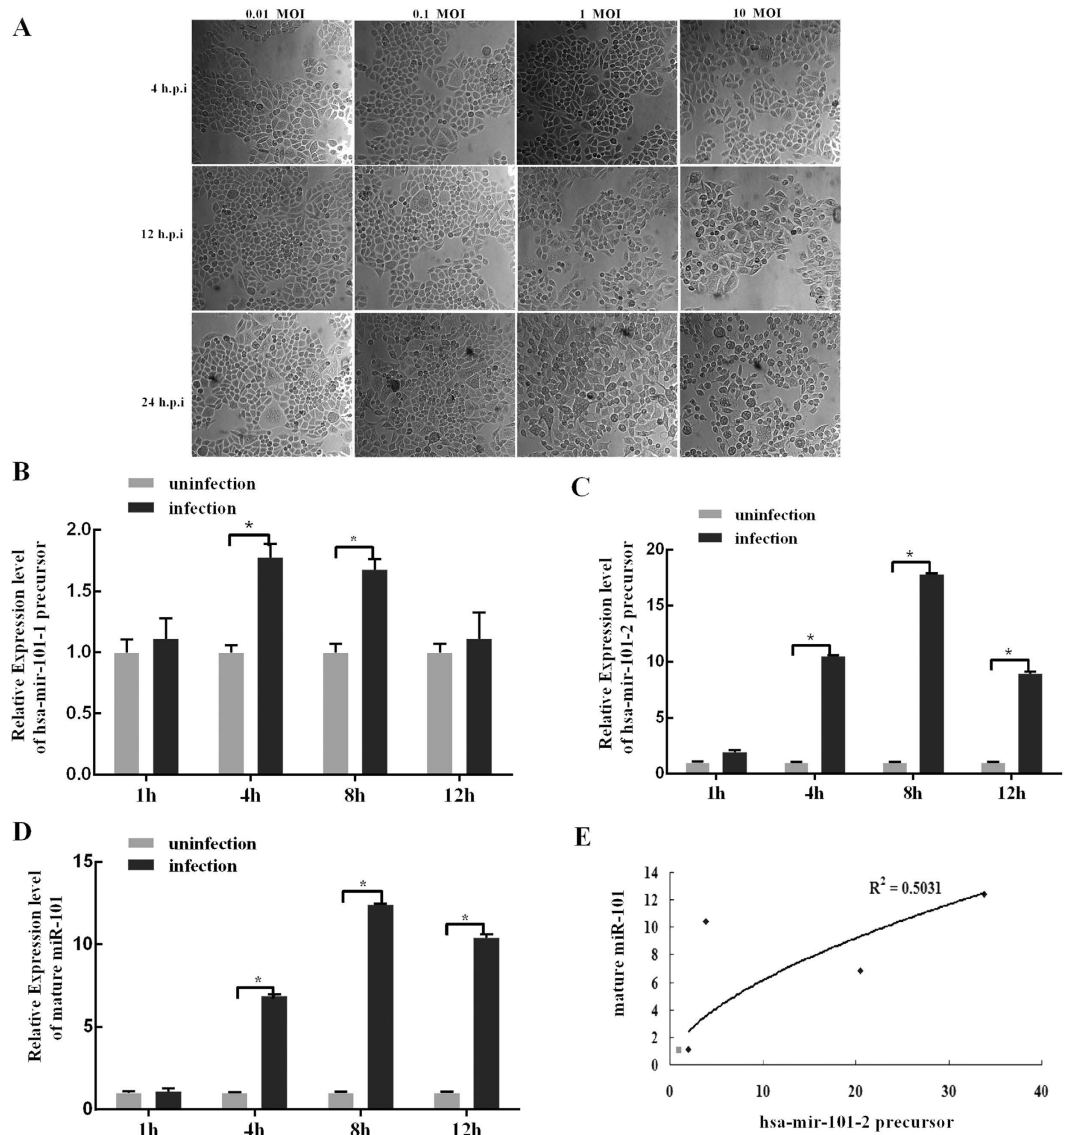 A
0.01 MOI
0.1 MOI
1 MOI
10 MOI
4 h.p.i
12 h.p.i
24 h.p.i
B
uninfection
infection
Relative Expression level
of hsa-mir-101-1 precursor
2.0
1.5
1.0
0.5
0.0
*
*
1h
4h
8h
12h
C
uninfection
infection
Relative Expression level
of hsa-mir-101-2 precursor
20
15
10
5
0
*
*
*
1h
4h
8h
12h
D
uninfection
infection
Relative Expression level
of mature miR-101
15
10
5
0
*
*
*
1h
4h
8h
12h
E
mature miR-101
14
12
10
8
6
4
2
0
R² = 0.5031
0
10
20
30
40
hsa-mir-101-2 precursor